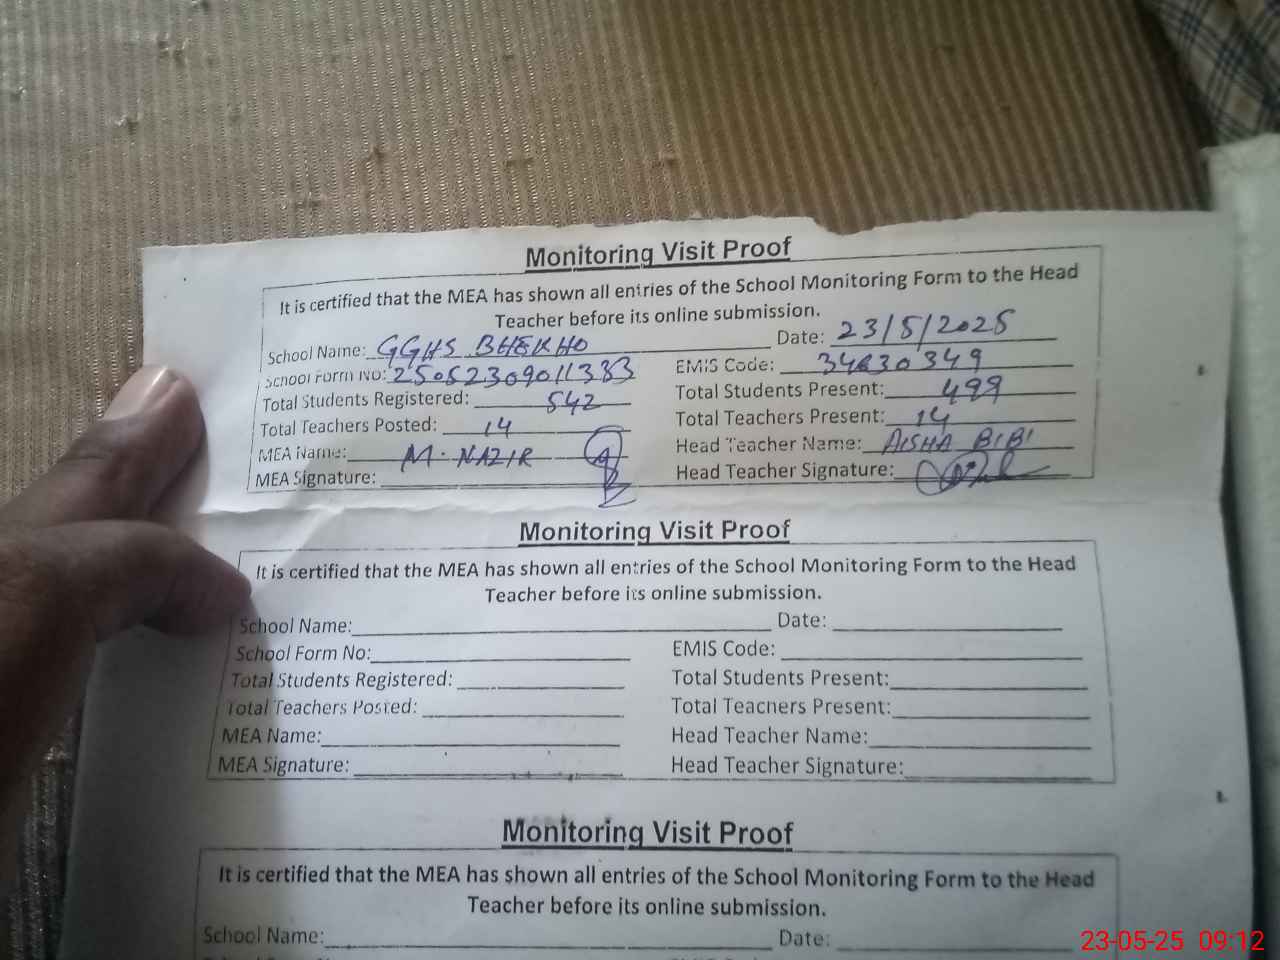 Monitoring Visit Proof
It is certified that the MEA has shown all entries of the School Monitoring Form to the Head
Teacher before its online submission.
School Name: GGHS BHEKHO Date: 23/5/2025
School Form No: 25052309011383 EMIS Code: 34630349
Total Students Registered: 542 Total Students Present: 499
Total Teachers Posted: 14 Total Teachers Present: 14
MEA Name: M. NAZIR Head Teacher Name: AISHA BIBI
MEA Signature: Head Teacher Signature:
Monitoring Visit Proof
It is certified that the MEA has shown all entries of the School Monitoring Form to the Head
Teacher before its online submission.
School Name: Date:
School Form No: EMIS Code:
Total Students Registered: Total Students Present:
Total Teachers Posted: Total Teachers Present:
MEA Name: Head Teacher Name:
MEA Signature: Head Teacher Signature:
Monitoring Visit Proof
It is certified that the MEA has shown all entries of the School Monitoring Form to the Head
Teacher before its online submission.
School Name: Date:
23-05-25 09:12